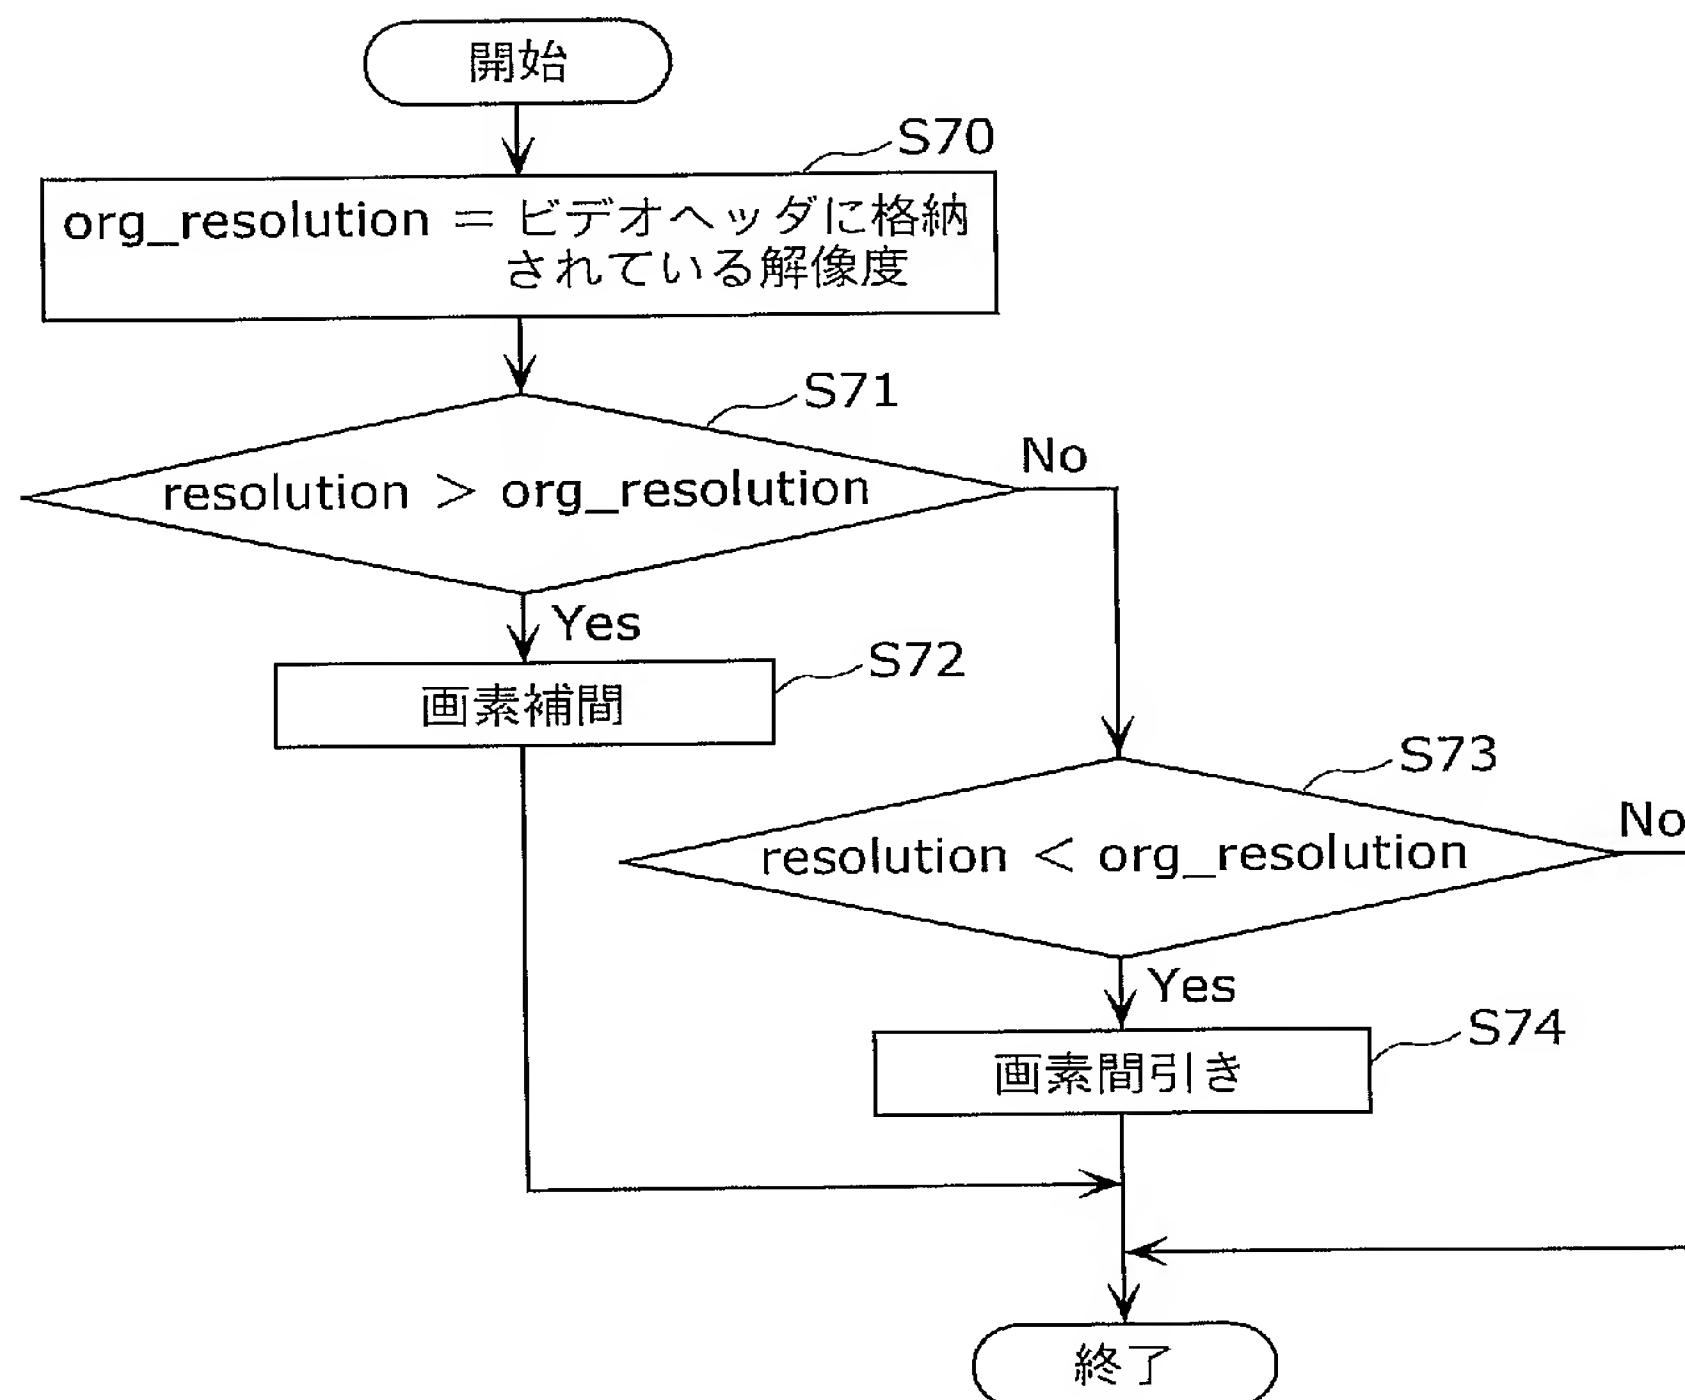 開始
S70
org_resolution = ビデオヘッダに格納
されている解像度
S71
resolution > org_resolution
No
Yes
S72
画素補間
S73
resolution < org_resolution
No
Yes
S74
画素間引き
終了